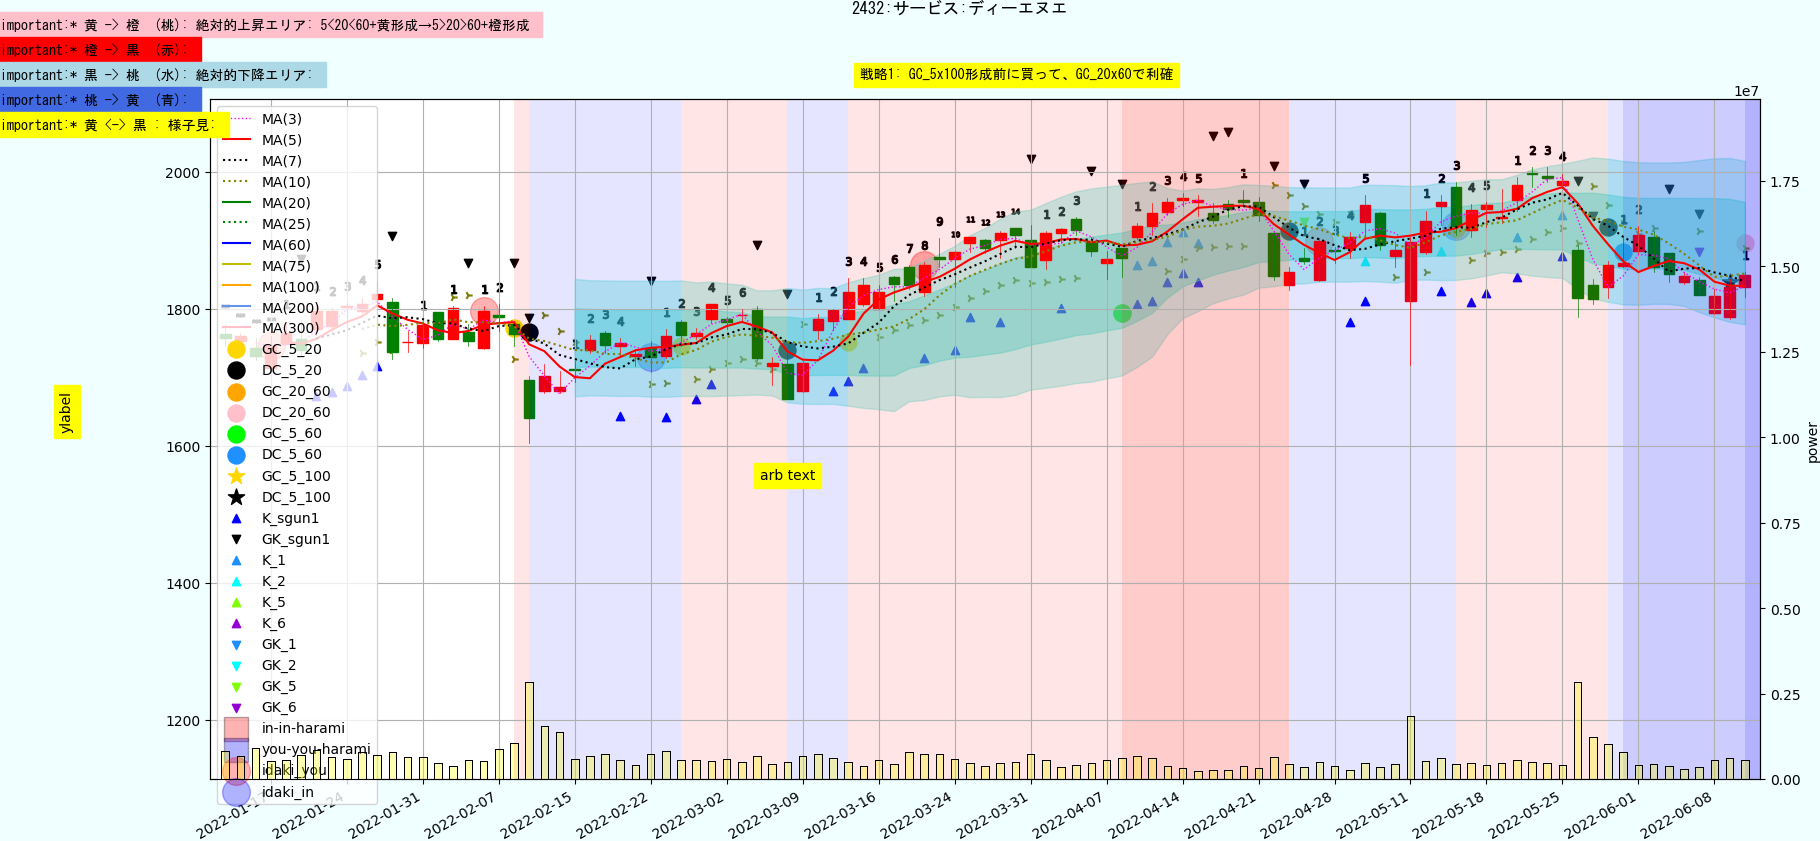 2432:サービス:ディーエヌエ
important:* 黄 -> 橙 （桃）: 絶対的上昇エリア: 5<20<60+黄形成→5>20>60+橙形成
important:* 橙 -> 黒 （赤）:
important:* 黒 -> 桃 （水）: 絶対的下降エリア:
important:* 桃 -> 黄 （青）:
important:* 黄 <-> 黒 : 様子見:
戦略1: GC_5x100形成前に買って、GC_20x60で利確
1e7
MA(3)
MA(5)
MA(7)
MA(10)
MA(20)
MA(25)
MA(60)
MA(75)
MA(100)
MA(200)
MA(300)
GC_5_20
DC_5_20
GC_20_60
DC_20_60
GC_5_60
DC_5_60
GC_5_100
DC_5_100
K_sgun1
GK_sgun1
K_1
K_2
K_5
K_6
GK_1
GK_2
GK_5
GK_6
in-in-harami
you-you-harami
idaki_you
idaki_in
ylabel
2000
1800
1600
1400
1200
arb text
power
1.75
1.50
1.25
1.00
0.75
0.50
0.25
0.00
2022-01-24
2022-01-31
2022-02-07
2022-02-15
2022-02-22
2022-03-02
2022-03-09
2022-03-16
2022-03-24
2022-03-31
2022-04-07
2022-04-14
2022-04-21
2022-04-28
2022-05-11
2022-05-18
2022-05-25
2022-06-01
2022-06-08